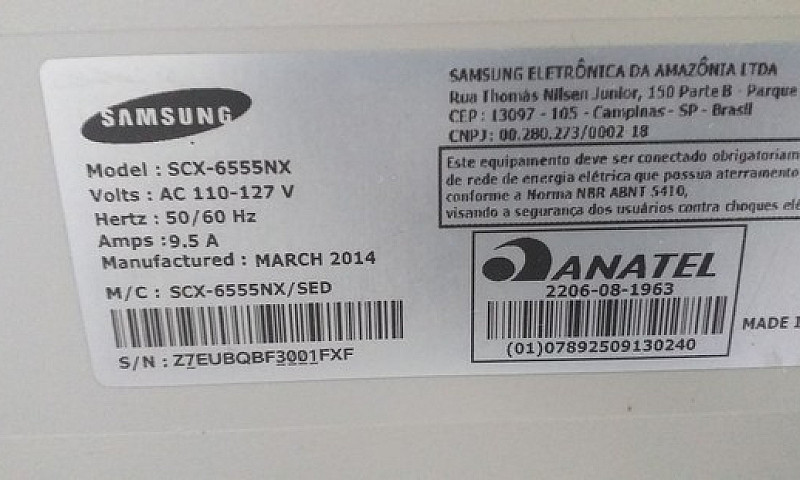 SAMSUNG
Model : SCX-6555NX
Volts : AC 110-127 V
Hertz : 50/60 Hz
Amps :9.5 A
Manufactured : MARCH 2014
M/C : SCX-6555NX/SED
S/N : Z7EUBQBF3001FXF
SAMSUNG ELETRÔNICA DA AMAZÔNIA LTDA
Rua Thomás Nilsen Junior, 150 Parte B - Parque
CEP : 13097 - 105 - Campinas - SP - Brasil
CNPJ: 00.280.273/0002 18
Este equipamento deve ser conectado obrigatoriam
de rede de energia elétrica que possua aterramento
conforme a Norma NBR ABNT 5410,
visando a segurança dos usuários contra choques elé
ANATEL
2206-08-1963
(01)07892509130240
MADE I